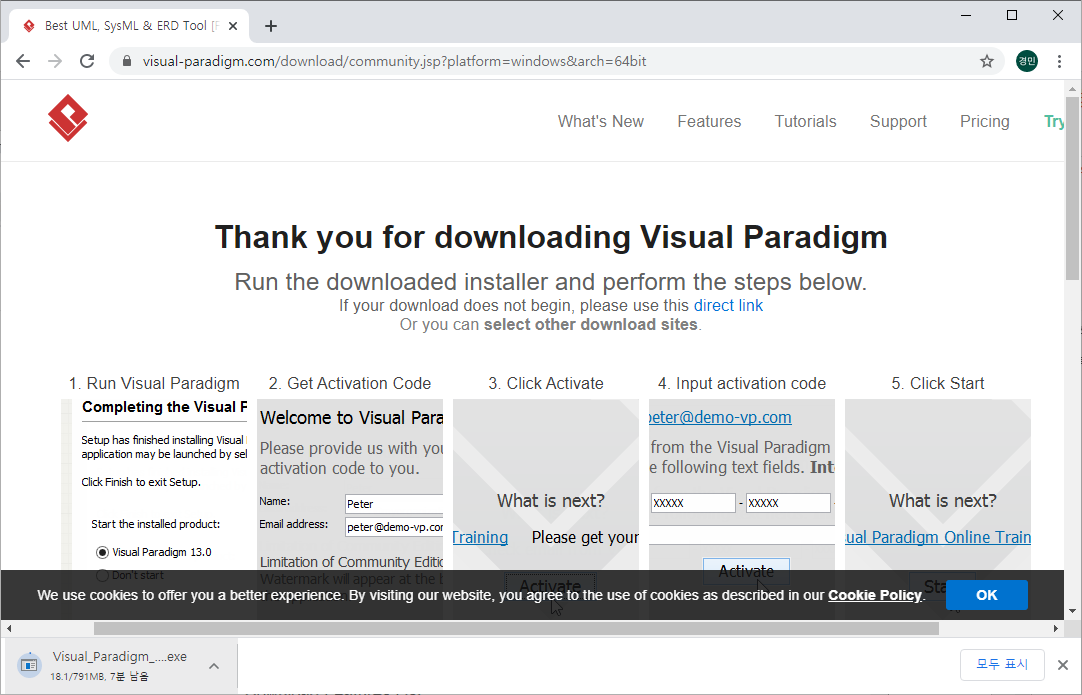 Best UML, SysML & ERD Tool [F
visual-paradigm.com/download/community.jsp?platform=windows&arch=64bit
경민
What's New
Features
Tutorials
Support
Pricing
Try
Thank you for downloading Visual Paradigm
Run the downloaded installer and perform the steps below.
If your download does not begin, please use this direct link
Or you can select other download sites.
1. Run Visual Paradigm
Completing the Visual P
Setup has finished installing Visual
application may be launched by sel
Click Finish to exit Setup.
Start the installed product:
Visual Paradigm 13.0
Don't start
2. Get Activation Code
Welcome to Visual Para
Please provide us with you
activation code to you.
Name:
Peter
Email address:
peter@demo-vp.cor
Limitation of Community Editic
Watermark will appear at the b
3. Click Activate
What is next?
Training
Please get your
Activate
4. Input activation code
peter@demo-vp.com
from the Visual Paradigm
e following text fields. Int
XXXXX - XXXXX -
Activate
5. Click Start
What is next?
ual Paradigm Online Train
Sta
We use cookies to offer you a better experience. By visiting our website, you agree to the use of cookies as described in our Cookie Policy.
OK
Visual_Paradigm_....exe
18.1/791MB, 7분 남음
모두 표시